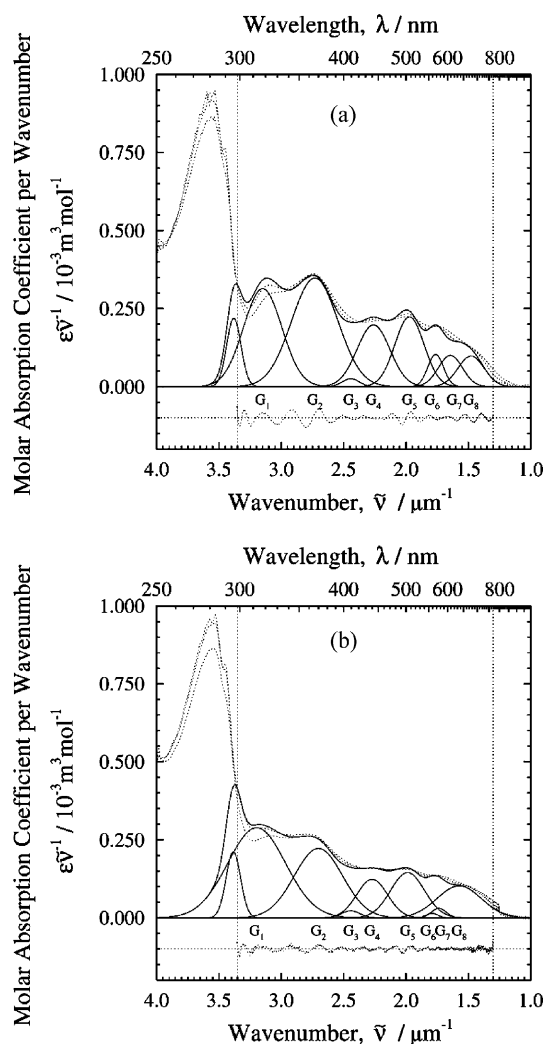 Wavelength, λ / nm
250 300 400 500 600 800
Molar Absorption Coefficient per Wavenumber
εṽ⁻¹ / 10⁻³m³mol⁻¹
1.000
0.750
0.500
0.250
0.000
(a)
G₁ G₂ G₃ G₄ G₅ G₆ G₇ G₈
4.0 3.5 3.0 2.5 2.0 1.5 1.0
Wavenumber, ṽ / μm⁻¹
Wavelength, λ / nm
250 300 400 500 600 800
Molar Absorption Coefficient per Wavenumber
εṽ⁻¹ / 10⁻³m³mol⁻¹
1.000
0.750
0.500
0.250
0.000
(b)
G₁ G₂ G₃ G₄ G₅ G₆ G₇ G₈
4.0 3.5 3.0 2.5 2.0 1.5 1.0
Wavenumber, ṽ / μm⁻¹